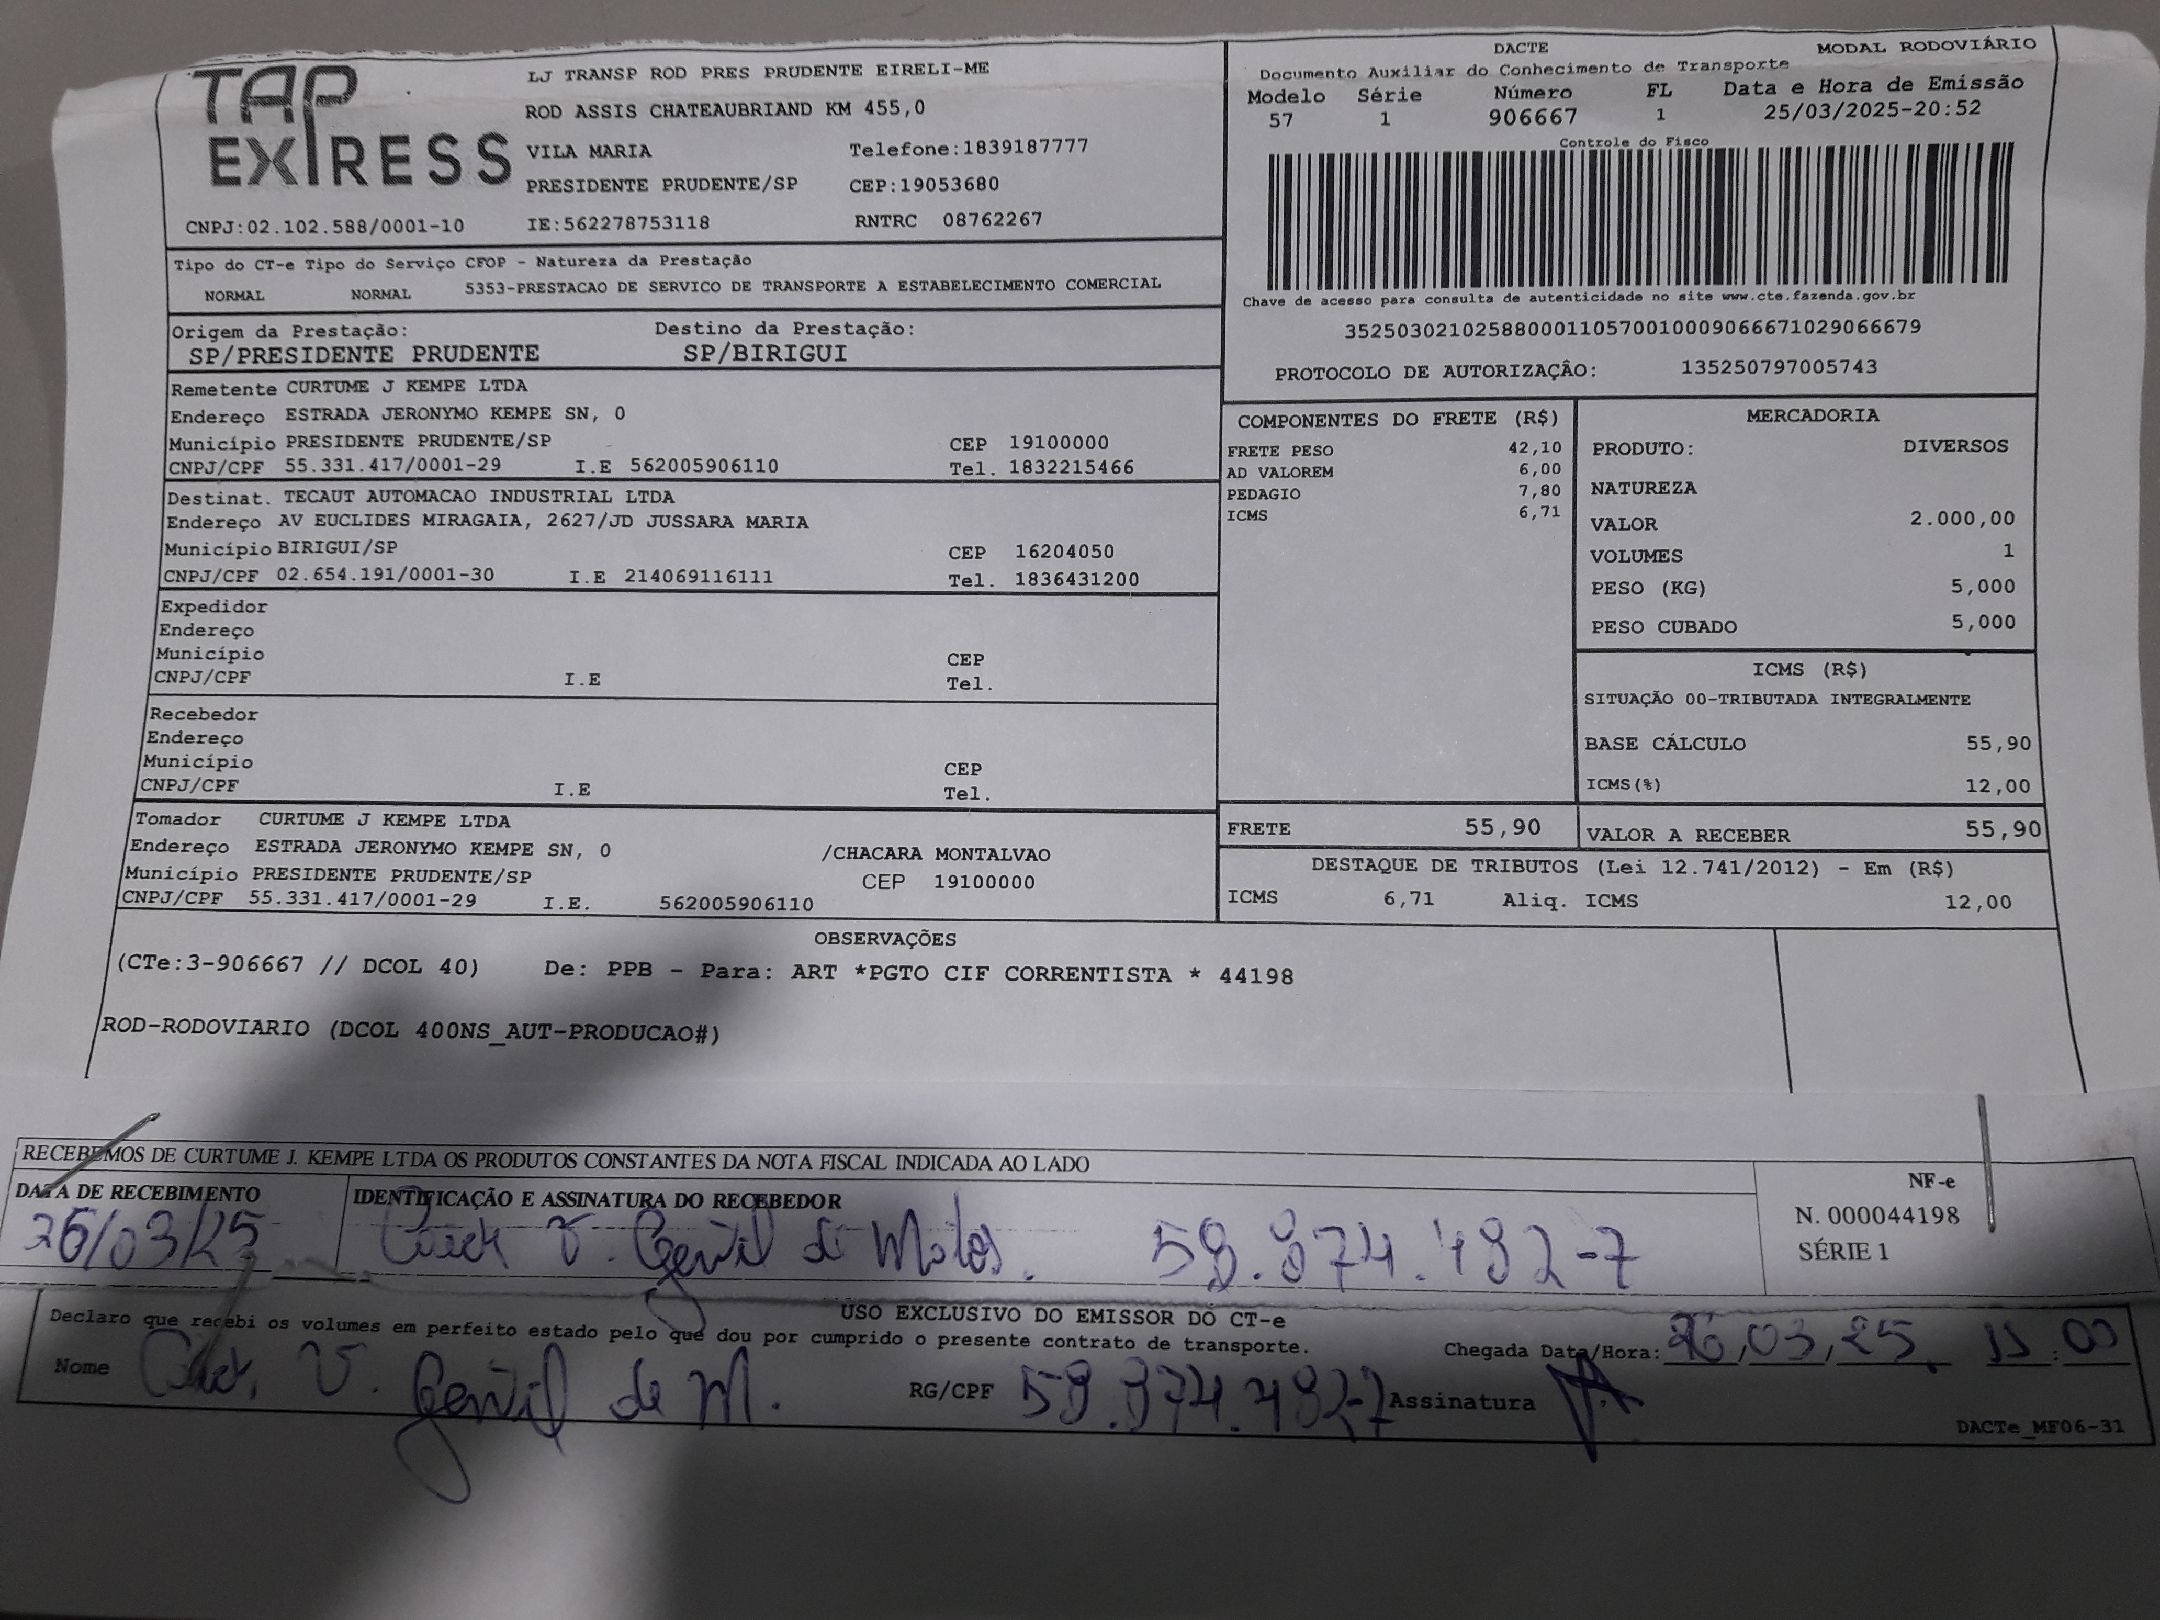 TAP EXPRESS
LJ TRANSP ROD PRES PRUDENTE EIRELI-ME
ROD ASSIS CHATEAUBRIAND KM 455,0
VILA MARIA Telefone:1839187777
PRESIDENTE PRUDENTE/SP CEP:19053680
CNPJ:02.102.588/0001-10 IE:562278753118 RNTRC 08762267
DACTE MODAL RODOVIÁRIO
Documento Auxiliar do Conhecimento de Transporte
Modelo Série Número FL Data e Hora de Emissão
57 1 906667 1 25/03/2025-20:52
Controle do Fisco
Chave de acesso para consulta de autenticidade no site www.cte.fazenda.gov.br
35250302102588000110570010009066671029066679
PROTOCOLO DE AUTORIZAÇÃO: 135250797005743
Tipo do CT-e Tipo do Serviço CFOP - Natureza da Prestação
NORMAL NORMAL 5353-PRESTACAO DE SERVICO DE TRANSPORTE A ESTABELECIMENTO COMERCIAL
Origem da Prestação: Destino da Prestação:
SP/PRESIDENTE PRUDENTE SP/BIRIGUI
Remetente CURTUME J KEMPE LTDA
Endereço ESTRADA JERONYMO KEMPE SN, 0
Município PRESIDENTE PRUDENTE/SP CEP 19100000
CNPJ/CPF 55.331.417/0001-29 I.E 562005906110 Tel. 1832215466
Destinat. TECAUT AUTOMACAO INDUSTRIAL LTDA
Endereço AV EUCLIDES MIRAGAIA, 2627/JD JUSSARA MARIA
Município BIRIGUI/SP CEP 16204050
CNPJ/CPF 02.654.191/0001-30 I.E 214069116111 Tel. 1836431200
Expedidor
Endereço
Município CEP
CNPJ/CPF I.E Tel.
Recebedor
Endereço
Município CEP
CNPJ/CPF I.E Tel.
Tomador CURTUME J KEMPE LTDA
Endereço ESTRADA JERONYMO KEMPE SN, 0 /CHACARA MONTALVAO
Município PRESIDENTE PRUDENTE/SP CEP 19100000
CNPJ/CPF 55.331.417/0001-29 I.E. 562005906110
COMPONENTES DO FRETE (R$)
FRETE PESO 42,10
AD VALOREM 6,00
PEDAGIO 7,80
ICMS 6,71
MERCADORIA
PRODUTO: DIVERSOS
NATUREZA
VALOR 2.000,00
VOLUMES 1
PESO (KG) 5,000
PESO CUBADO 5,000
ICMS (R$)
SITUAÇÃO 00-TRIBUTADA INTEGRALMENTE
BASE CÁLCULO 55,90
ICMS(%) 12,00
FRETE 55,90 VALOR A RECEBER 55,90
DESTAQUE DE TRIBUTOS (Lei 12.741/2012) - Em (R$)
ICMS 6,71 Aliq. ICMS 12,00
OBSERVAÇÕES
(CTe:3-906667 // DCOL 40) De: PPB - Para: ART *PGTO CIF CORRENTISTA * 44198
ROD-RODOVIARIO (DCOL 400NS_AUT-PRODUCAO#)
RECEBEMOS DE CURTUME J. KEMPE LTDA OS PRODUTOS CONSTANTES DA NOTA FISCAL INDICADA AO LADO
DATA DE RECEBIMENTO IDENTIFICAÇÃO E ASSINATURA DO RECEBEDOR
26/03/25 V. Gentil de
NF-e
N. 000044198
SÉRIE 1
USO EXCLUSIVO DO EMISSOR DO CT-e
Declaro que recebi os volumes em perfeito estado pelo que dou por cumprido o presente contrato de transporte.
Chegada Data/Hora: 26,03,25
Nome V. Gentil de M. RG/CPF Assinatura
DACTe_MF06-31